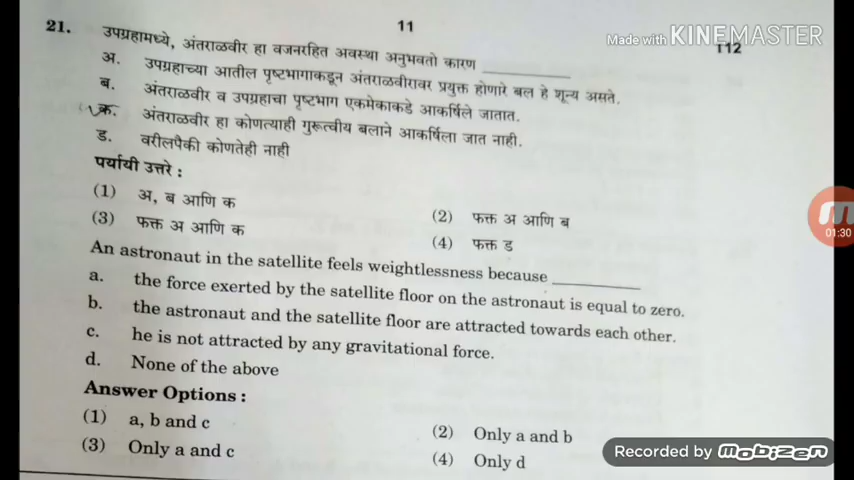 11
Made with KINEMASTER
T12
21. उपग्रहामध्ये, अंतराळवीर हा वजनरहित अवस्था अनुभवतो कारण ____________
अ. उपग्रहाच्या आतील पृष्टभागाकडून अंतराळवीरावर प्रयुक्त होणारे बल हे शून्य असते.
ब. अंतराळवीर व उपग्रहाचा पृष्टभाग एकमेकाकडे आकर्षिले जातात.
क. अंतराळवीर हा कोणत्याही गुरूत्वीय बलाने आकर्षिला जात नाही.
ड. वरीलपैकी कोणतेही नाही
पर्यायी उत्तरे :
(1) अ, ब आणि क (2) फक्त अ आणि ब
(3) फक्त अ आणि क (4) फक्त ड
An astronaut in the satellite feels weightlessness because ____________
a. the force exerted by the satellite floor on the astronaut is equal to zero.
b. the astronaut and the satellite floor are attracted towards each other.
c. he is not attracted by any gravitational force.
d. None of the above
Answer Options :
(1) a, b and c (2) Only a and b
(3) Only a and c (4) Only d
01:30
Recorded by mobizen